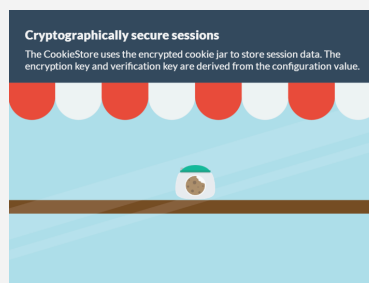 Cryptographically secure sessions
The CookieStore uses the encrypted cookie jar to store session data. The
encryption key and verification key are derived from the configuration value.